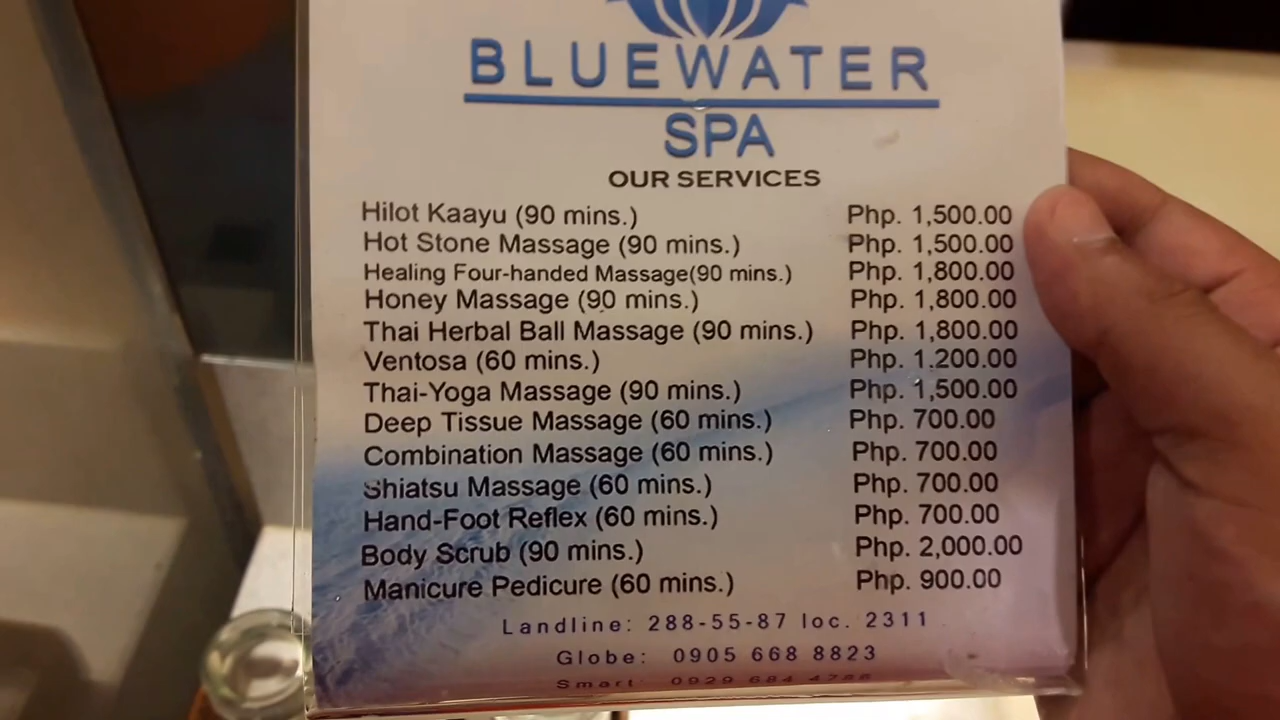 BLUEWATER
SPA
OUR SERVICES
Hilot Kaayu (90 mins.) Php. 1,500.00
Hot Stone Massage (90 mins.) Php. 1,500.00
Healing Four-handed Massage(90 mins.) Php. 1,800.00
Honey Massage (90 mins.) Php. 1,800.00
Thai Herbal Ball Massage (90 mins.) Php. 1,800.00
Ventosa (60 mins.) Php. 1.200.00
Thai-Yoga Massage (90 mins.) Php. 1,500.00
Deep Tissue Massage (60 mins.) Php. 700.00
Combination Massage (60 mins.) Php. 700.00
Shiatsu Massage (60 mins.) Php. 700.00
Hand-Foot Reflex (60 mins.) Php. 700.00
Body Scrub (90 mins.) Php. 2,000.00
Manicure Pedicure (60 mins.) Php. 900.00
Landline: 288-55-87 loc. 2311
Globe: 0905 668 8823
Smart: 0929 684